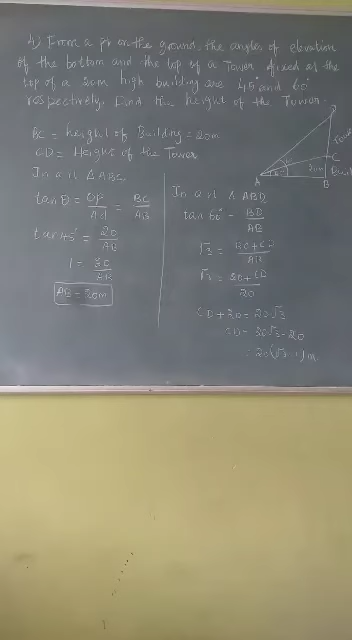 4) From a pt on the ground, the angles of elevation
of the bottom and the top of a Tower fixed at the
top of a 20m high building are 45° and 60°
respectively. Find the height of the Tower.
BC = height of Building = 20m
CD = Height of the Tower
In a rt △ ABC,
tan θ = OP/AD = BC/AB
tan 45° = 20/AB
1 = 20/AB
AB = 20m
In a rt △ ABD
tan 60° = BD/AB
√3 = 20+CD/AB
√3 = 20+CD/20
CD + 20 = 20√3
CD = 20√3 - 20
= 20(√3-1)m
D
Tower
C
20m
A
B